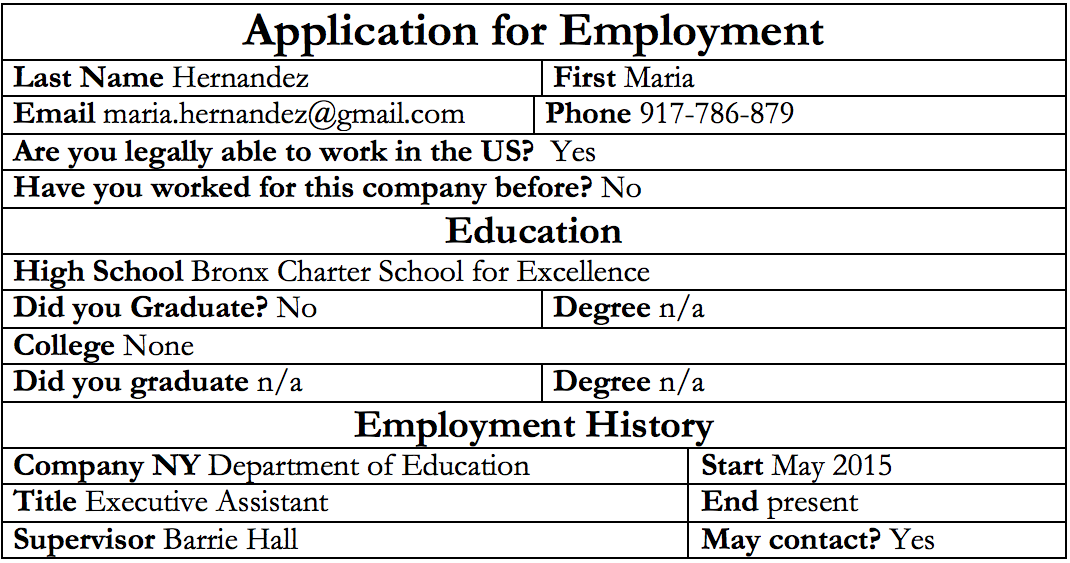 Application for Employment
Last Name Hernandez First Maria
Email maria.hernandez@gmail.com Phone 917-786-879
Are you legally able to work in the US? Yes
Have you worked for this company before? No
Education
High School Bronx Charter School for Excellence
Did you Graduate? No Degree n/a
College None
Did you graduate n/a Degree n/a
Employment History
Company NY Department of Education Start May 2015
Title Executive Assistant End present
Supervisor Barrie Hall May contact? Yes